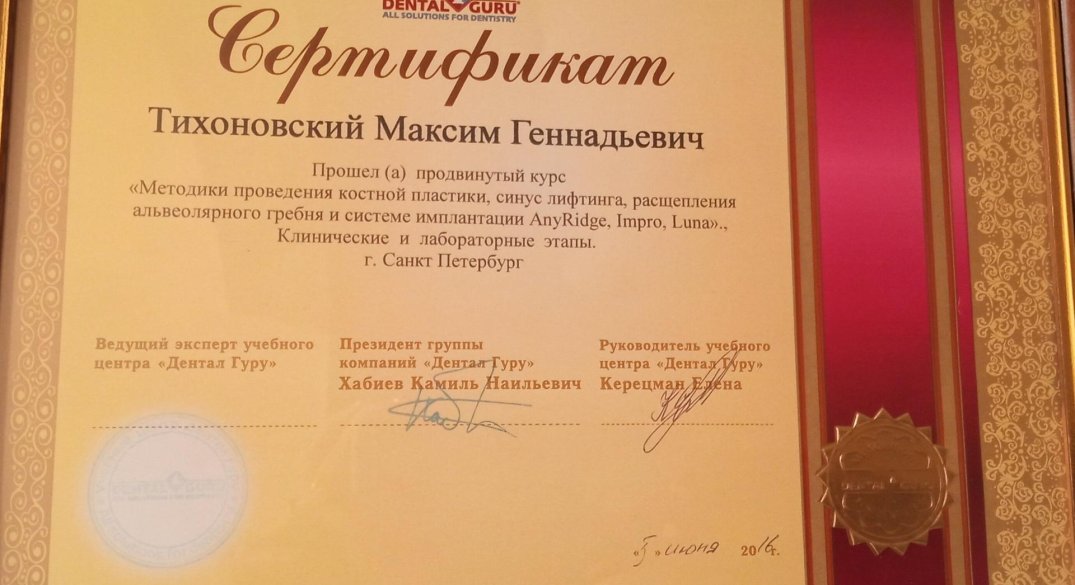 DENTAL GURU
ALL SOLUTIONS FOR DENTISTRY
Сертификат
Тихоновский Максим Геннадьевич
Прошел (а) продвинутый курс
«Методики проведения костной пластики, синус лифтинга, расщепления
альвеолярного гребня и системе имплантации AnyRidge, Impro, Luna».,
Клинические и лабораторные этапы.
г. Санкт Петербург
Ведущий эксперт учебного
центра «Дентал Гуру»
Президент группы
компаний «Дентал Гуру»
Хабиев Камиль Наильевич
Руководитель учебного
центра «Дентал Гуру»
Керецман Елена
«5» июня 2016г.